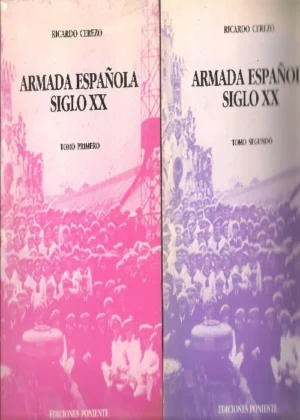 RICARDO CEREZO
ARMADA ESPAÑOLA
SIGLO XX
TOMO PRIMERO
EDICIONES PONIENTE
RICARDO CEREZO
ARMADA ESPAÑOL
SIGLO XX
TOMO SEGUNDO
EDICIONES PONIENTE